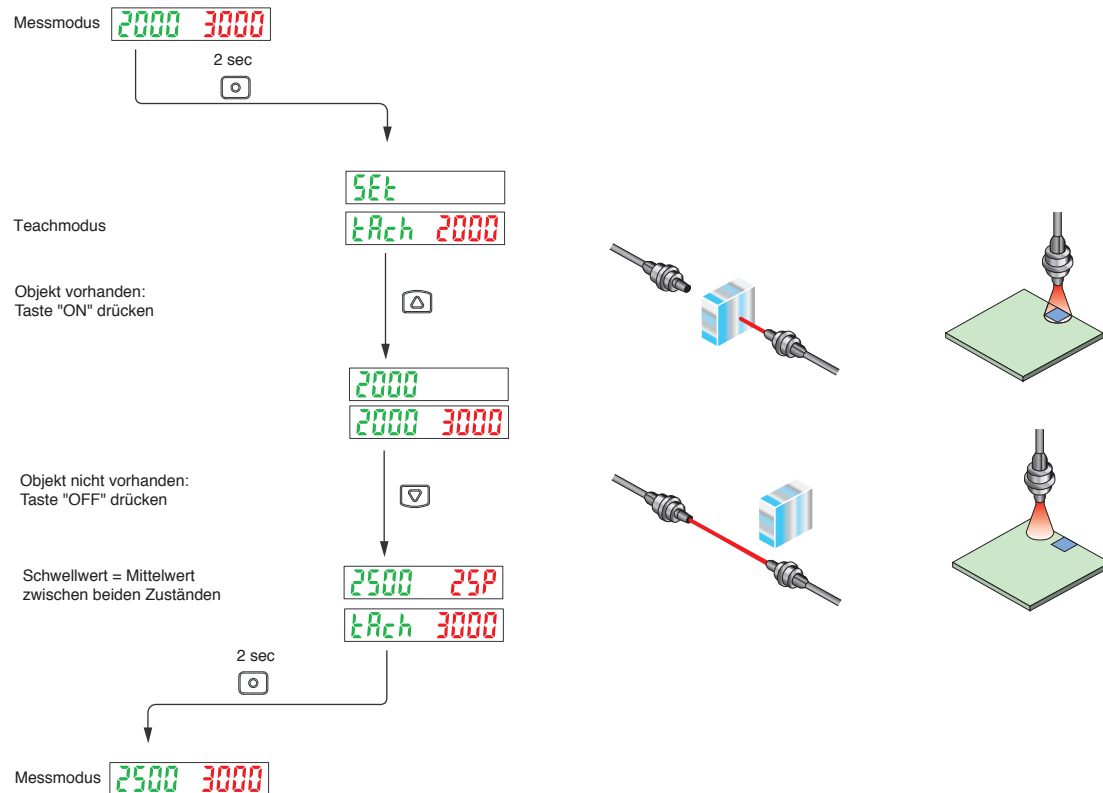 Messmodus 2000 3000
2 sec
SEt
Teachmodus
tAch 2000
Objekt vorhanden:
Taste "ON" drücken
2000
2000 3000
Objekt nicht vorhanden:
Taste "OFF" drücken
Schwellwert = Mittelwert
zwischen beiden Zuständen
2500 2SP
tAch 3000
2 sec
Messmodus 2500 3000